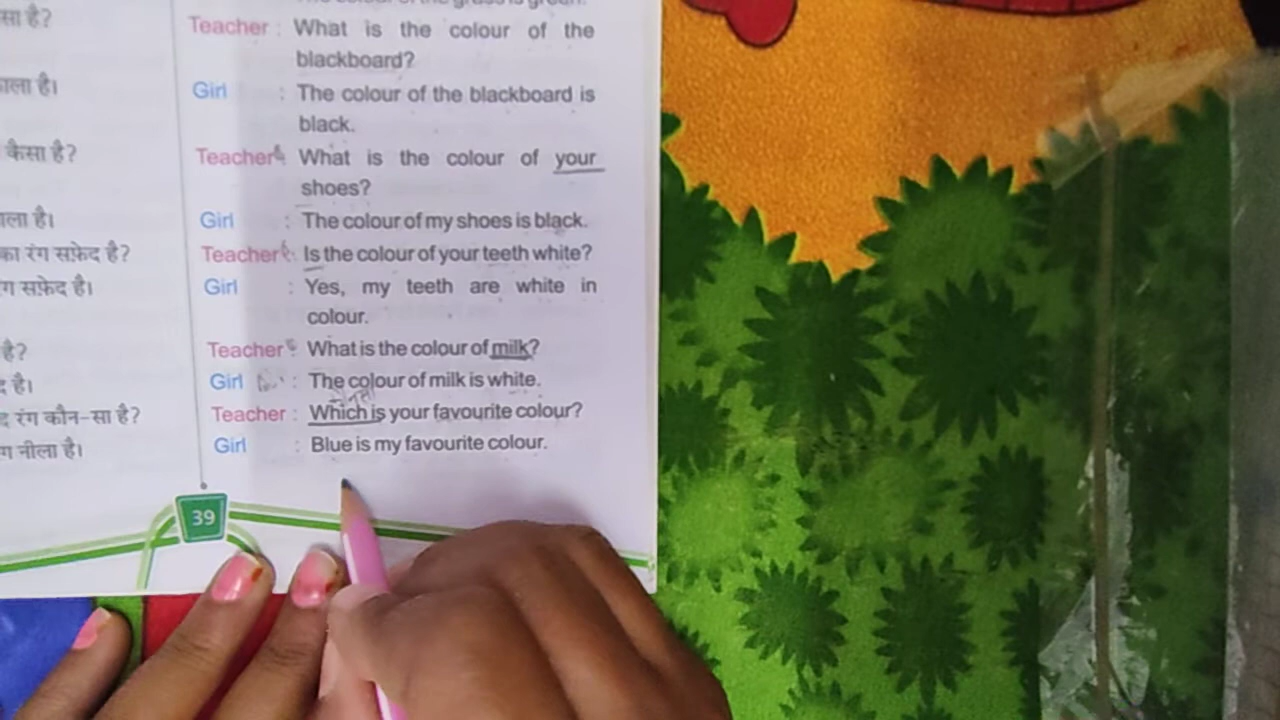 सा है?
Teacher : What is the colour of the
blackboard?
है।
Girl : The colour of the blackboard is
black.
कैसा है?
Teacher : What is the colour of your
shoes?
है।
Girl : The colour of my shoes is black.
का रंग सफ़ेद है?
Teacher : Is the colour of your teeth white?
सफ़ेद है।
Girl : Yes, my teeth are white in
colour.
है?
Teacher : What is the colour of milk?
है।
Girl : The colour of milk is white.
रंग कौन-सा है?
Teacher : Which is your favourite colour?
नीला है।
Girl : Blue is my favourite colour.
39